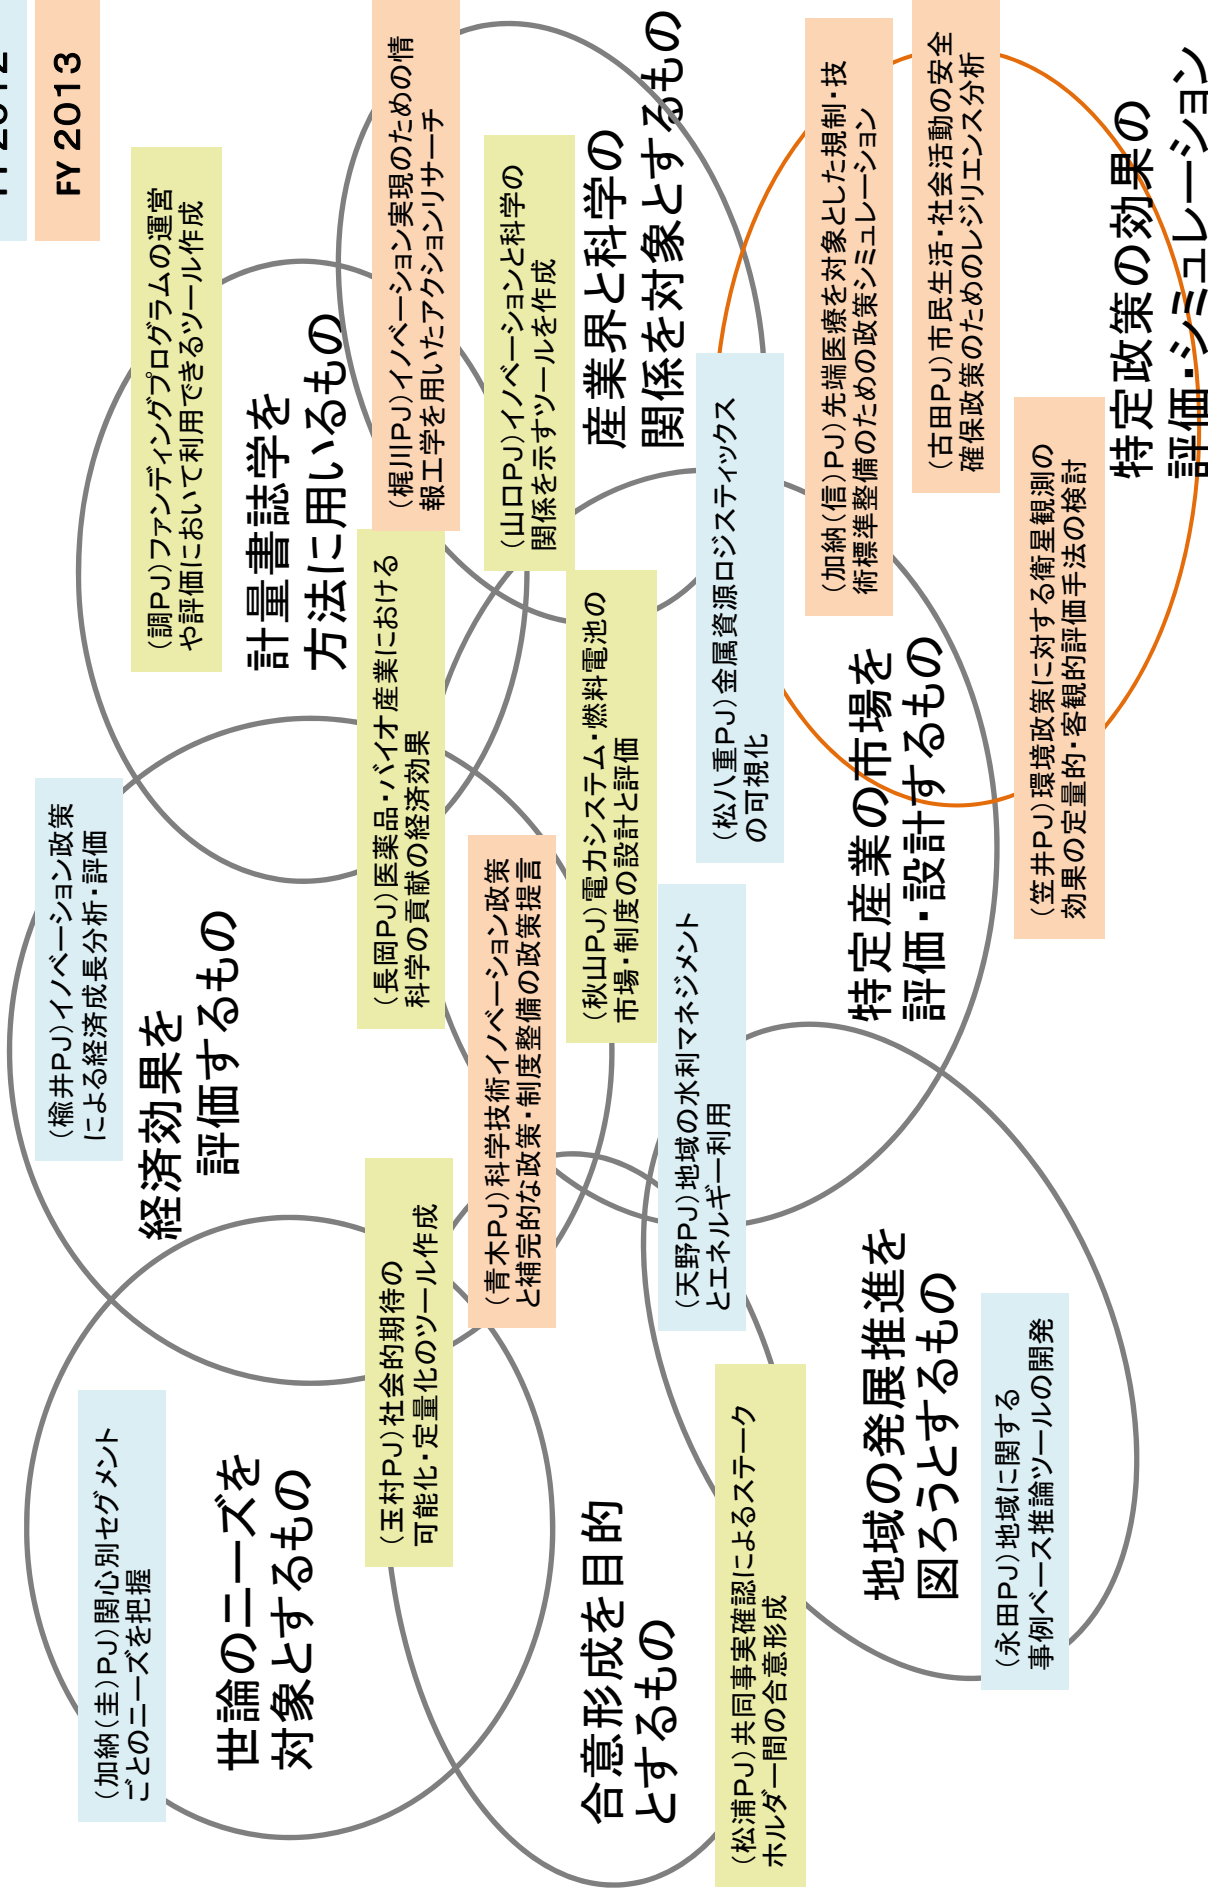 FY 2013
(調PJ)ファンディングプログラムの運営
や評価において利用できるツール作成
(梶川PJ)イノベーション実現のための情
報工学を用いたアクションリサーチ
(山口PJ)イノベーションと科学の
関係を示すツールを作成
産業界と科学の
関係を対象とするもの
(加納(信)PJ)先端医療を対象とした規制・技
術標準整備のための政策シミュレーション
(古田PJ)市民生活・社会活動の安全
確保政策のためのレジリエンス分析
特定政策の効果の
評価・シミュレーション
計量書誌学を
方法に用いるもの
(楡井PJ)イノベーション政策
による経済成長分析・評価
経済効果を
評価するもの
(長岡PJ)医薬品・バイオ産業における
科学の貢献の経済効果
(青木PJ)科学技術イノベーション政策
と補完的な政策・制度整備の政策提言
(秋山PJ)電力システム・燃料電池の
市場・制度の設計と評価
(松八重PJ)金属資源ロジスティックス
の可視化
(天野PJ)地域の水利マネジメント
とエネルギー利用
特定産業の市場を
評価・設計するもの
(笠井PJ)環境政策に対する衛星観測の
効果の定量的・客観的評価手法の検討
(加納(圭)PJ)関心別セグメント
ごとのニーズを把握
世論のニーズを
対象とするもの
(玉村PJ)社会的期待の
可能化・定量化のツール作成
合意形成を目的
とするもの
(松浦PJ)共同事実確認によるステーク
ホルダー間の合意形成
地域の発展推進を
図ろうとするもの
(永田PJ)地域に関する
事例ベース推論ツールの開発